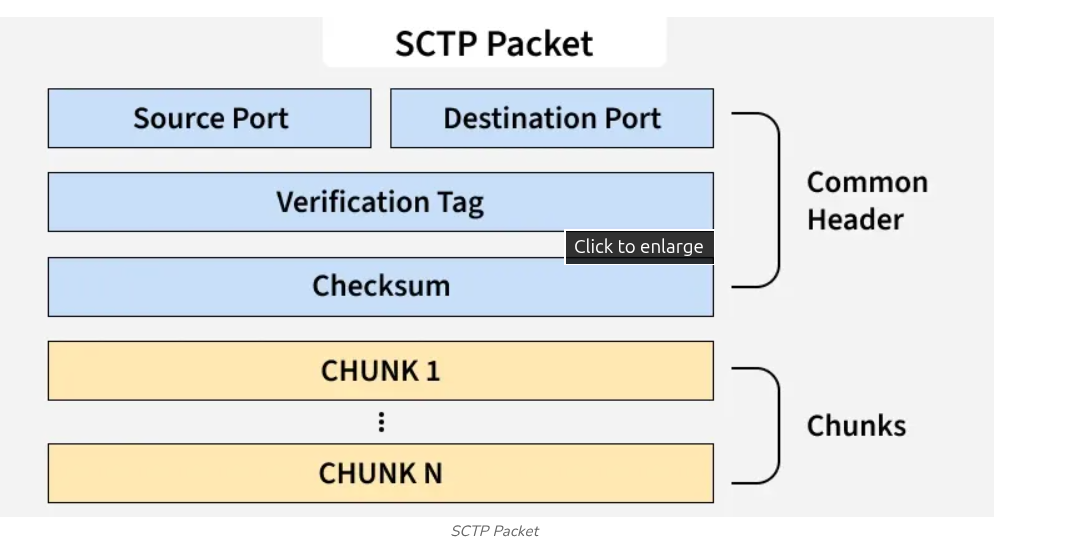 SCTP Packet
Source Port
Destination Port
Verification Tag
Common
Header
Click to enlarge
Checksum
CHUNK 1
Chunks
CHUNK N
SCTP Packet